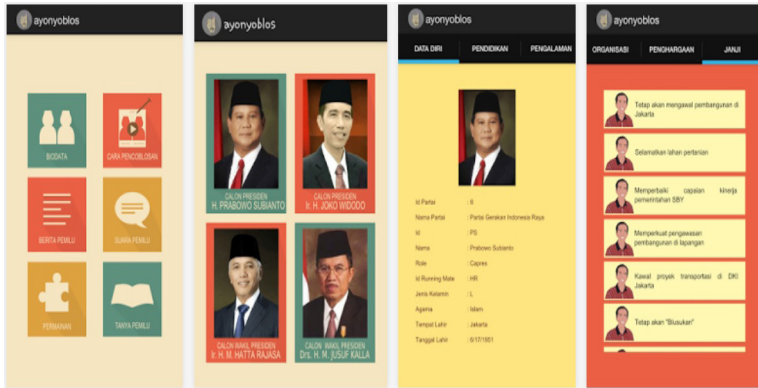 ayonyoblos
BIODATA
CARA PENCOBLOSAN
BERITA PEMILU
SUARA PEMILU
PERMAINAN
TANYA PEMILU
ayonyoblos
CALON PRESIDEN
H. PRABOWO SUBIANTO
CALON PRESIDEN
Ir. H. JOKO WIDODO
CALON WAKIL PRESIDEN
Ir. H. M. HATTA RAJASA
CALON WAKIL PRESIDEN
Drs. H. M. JUSUF KALLA
ayonyoblos
DATA DIRI PENDIDIKAN PENGALAMAN
Id Partai : 6
Nama Partai : Partai Gerakan Indonesia Raya
Id : PS
Nama : Prabowo Subianto
Role : Capres
Id Running Mate : HR
Jenis Kelamin : L
Agama : Islam
Tempat Lahir : Jakarta
Tanggal Lahir : 6/17/1951
ayonyoblos
ORGANISASI PENGHARGAAN JANJI
Tetap akan mengawal pembangunan di
Jakarta
Selamatkan lahan pertanian
Memperbaiki capaian kinerja
pemerintahan SBY
Memperkuat pengawasan
pembangunan di lapangan
Kawal proyek transportasi di DKI
Jakarta
Tetap akan "Blusukan"